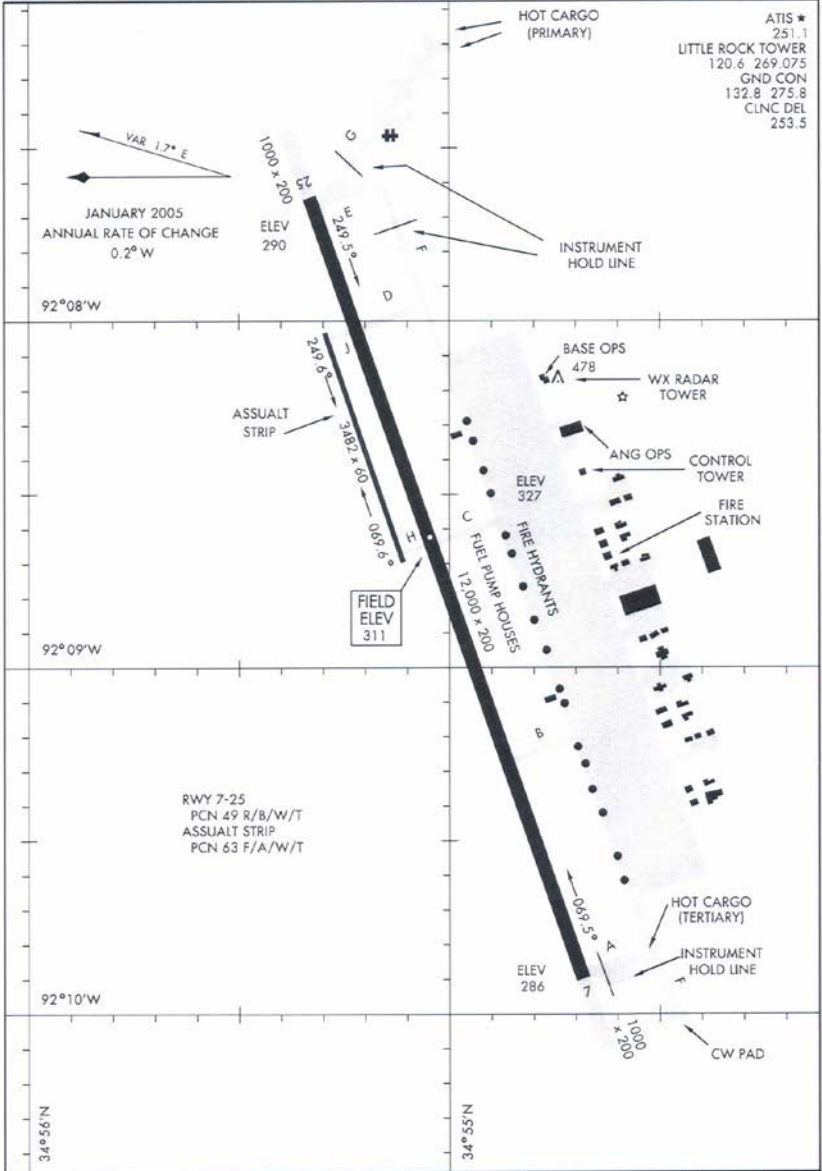 HOT CARGO
(PRIMARY)
ATIS ★
251.1
LITTLE ROCK TOWER
120.6 269.075
GND CON
132.8 275.8
CLNC DEL
253.5
VAR 1.7° E
JANUARY 2005
ANNUAL RATE OF CHANGE
0.2° W
1000 x 200
25
G
ELEV
290
E
249.5°
F
INSTRUMENT
HOLD LINE
D
92°08'W
J
249.6°
ASSUALT
STRIP
3482 x 60
069.6°
H
BASE OPS
478
WX RADAR
TOWER
ANG OPS
CONTROL
TOWER
ELEV
327
FIRE
STATION
C
FIRE HYDRANTS
FUEL PUMP HOUSES
12,000 x 200
FIELD
ELEV
311
92°09'W
B
RWY 7-25
PCN 49 R/B/W/T
ASSUALT STRIP
PCN 63 F/A/W/T
069.5°
A
HOT CARGO
(TERTIARY)
INSTRUMENT
HOLD LINE
F
ELEV
286
7
92°10'W
1000
x 200
CW PAD
34°56'N
34°55'N